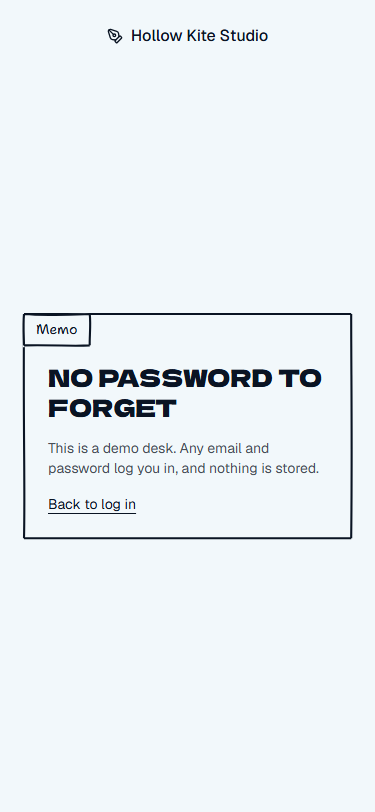 Hollow Kite Studio
Memo
NO PASSWORD TO
FORGET
This is a demo desk. Any email and
password log you in, and nothing is stored.
Back to log in